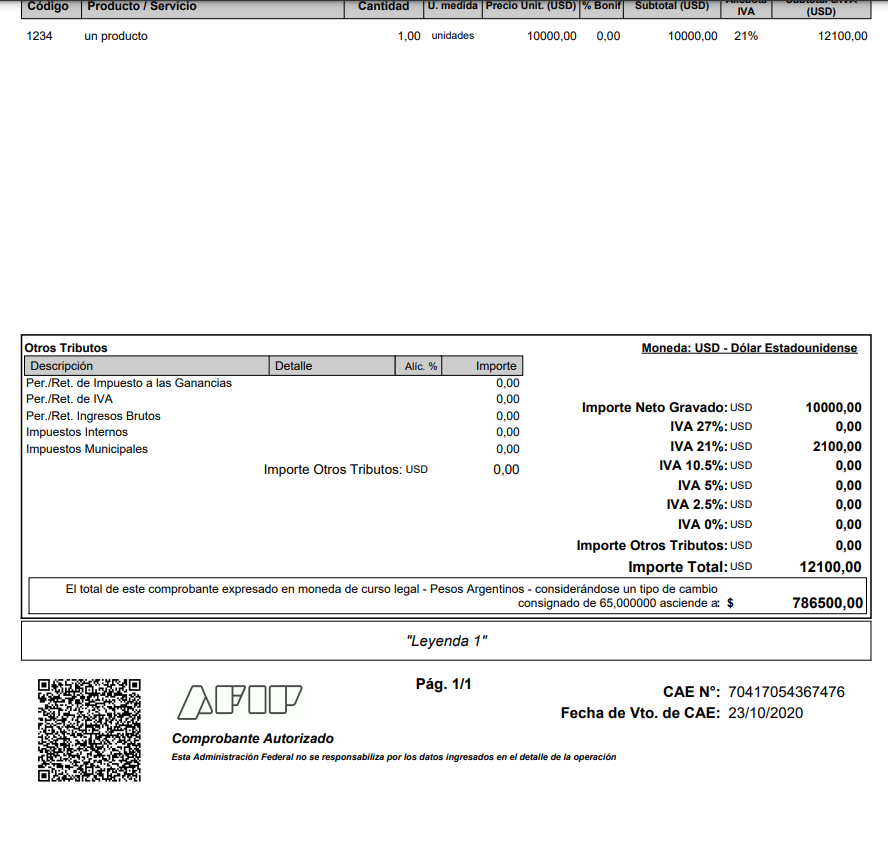 Código Producto / Servicio Cantidad U. medida Precio Unit. (USD) % Bonif Subtotal (USD) IVA (USD)
1234 un producto 1,00 unidades 10000,00 0,00 10000,00 21% 12100,00
Otros Tributos
Moneda: USD - Dólar Estadounidense
Descripción Detalle Alíc. % Importe
Per./Ret. de Impuesto a las Ganancias 0,00
Per./Ret. de IVA 0,00
Per./Ret. Ingresos Brutos 0,00
Impuestos Internos 0,00
Impuestos Municipales 0,00
Importe Otros Tributos: USD 0,00
Importe Neto Gravado: USD 10000,00
IVA 27%: USD 0,00
IVA 21%: USD 2100,00
IVA 10.5%: USD 0,00
IVA 5%: USD 0,00
IVA 2.5%: USD 0,00
IVA 0%: USD 0,00
Importe Otros Tributos: USD 0,00
Importe Total: USD 12100,00
El total de este comprobante expresado en moneda de curso legal - Pesos Argentinos - considerándose un tipo de cambio
consignado de 65,000000 asciende a: $ 786500,00
"Leyenda 1"
AFIP
Pág. 1/1
CAE N°: 70417054367476
Fecha de Vto. de CAE: 23/10/2020
Comprobante Autorizado
Esta Administración Federal no se responsabiliza por los datos ingresados en el detalle de la operación